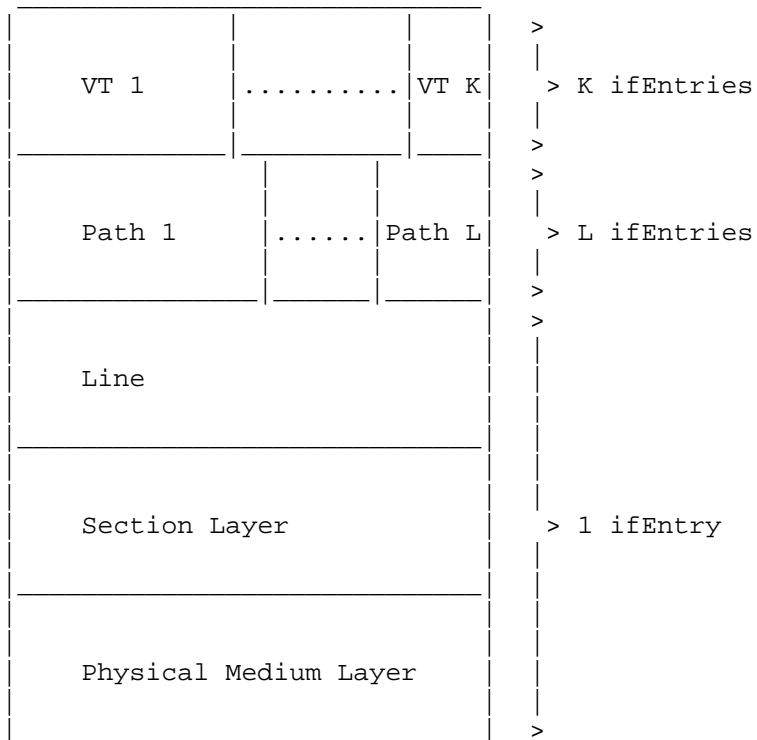 VT 1 ..........VT K > K ifEntries
Path 1 ......Path L > L ifEntries
Line
Section Layer > 1 ifEntry
Physical Medium Layer